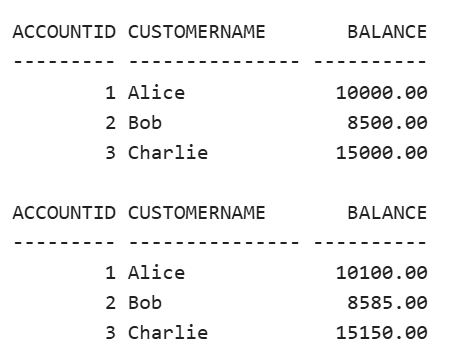 ACCOUNTID CUSTOMERNAME       BALANCE
--------- --------------- ----------
        1 Alice             10000.00
        2 Bob                8500.00
        3 Charlie           15000.00

ACCOUNTID CUSTOMERNAME       BALANCE
--------- --------------- ----------
        1 Alice             10100.00
        2 Bob                8585.00
        3 Charlie           15150.00